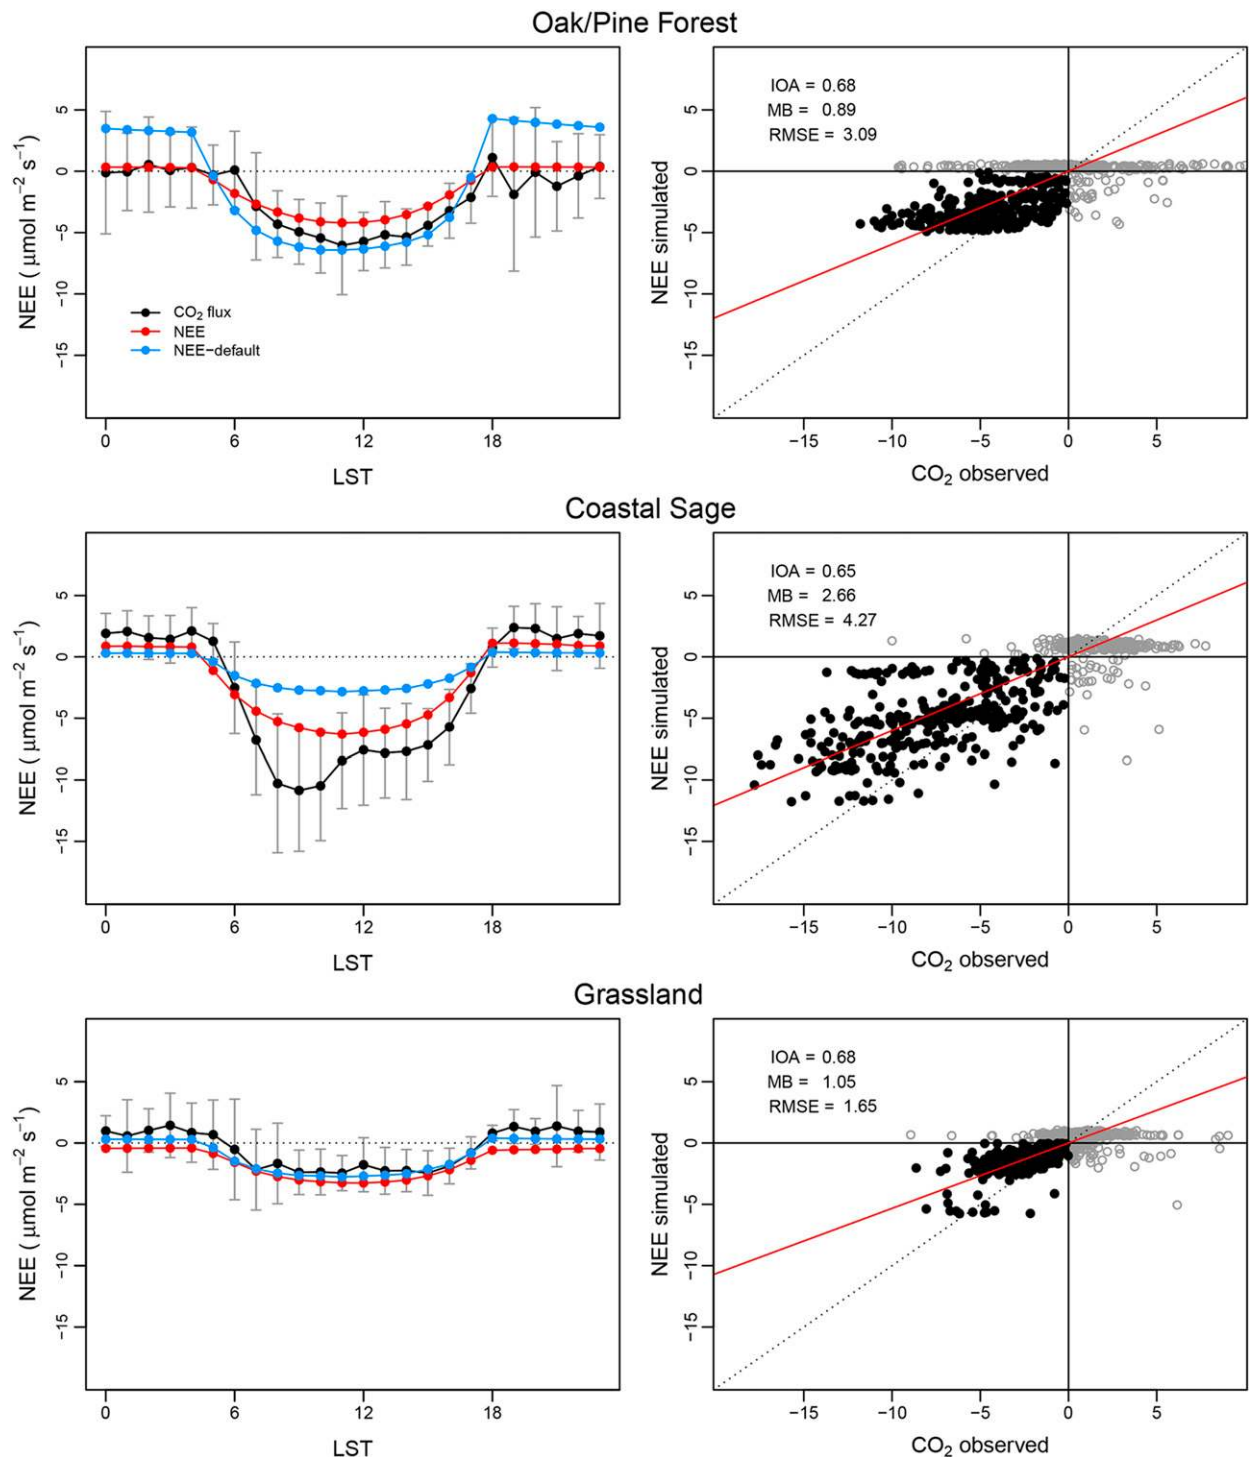 Oak/Pine Forest
NEE ( μmol m⁻² s⁻¹)
5
0
−5
−10
−15
CO₂ flux
NEE
NEE−default
0 6 12 18
LST
IOA = 0.68
MB = 0.89
RMSE = 3.09
NEE simulated
5
0
−5
−10
−15
−15 −10 −5 0 5
CO₂ observed
Coastal Sage
NEE ( μmol m⁻² s⁻¹)
5
0
−5
−10
−15
0 6 12 18
LST
IOA = 0.65
MB = 2.66
RMSE = 4.27
NEE simulated
5
0
−5
−10
−15
−15 −10 −5 0 5
CO₂ observed
Grassland
NEE ( μmol m⁻² s⁻¹)
5
0
−5
−10
−15
0 6 12 18
LST
IOA = 0.68
MB = 1.05
RMSE = 1.65
NEE simulated
5
0
−5
−10
−15
−15 −10 −5 0 5
CO₂ observed